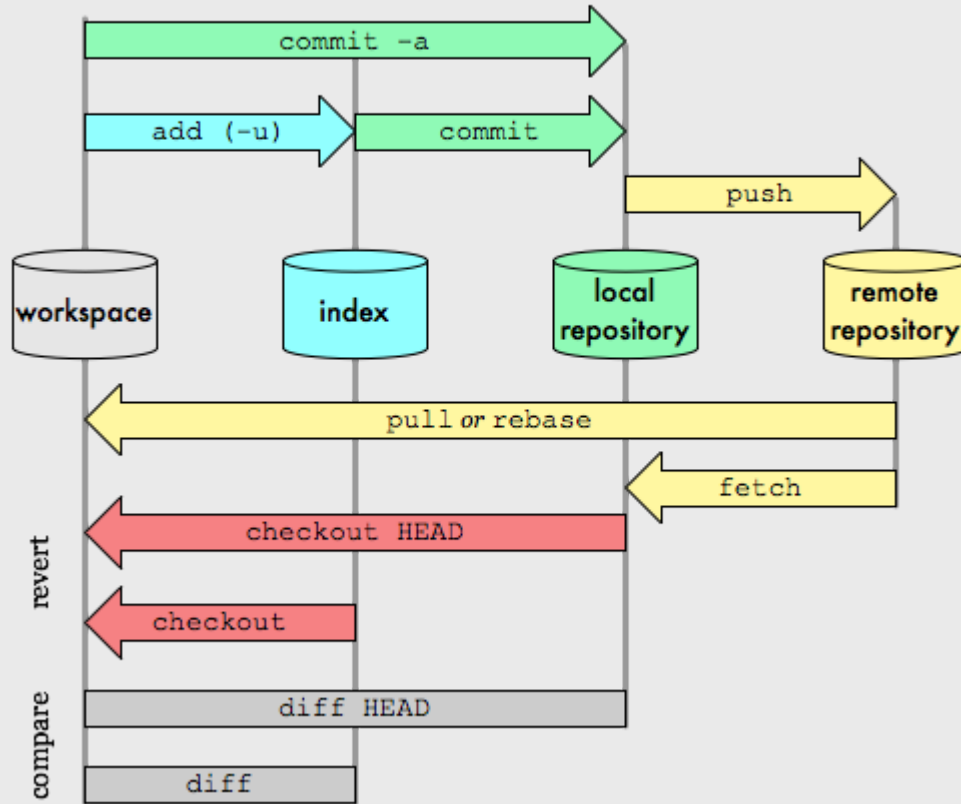 commit -a
add (-u)
commit
push
workspace
index
local
repository
remote
repository
pull or rebase
fetch
revert
checkout HEAD
checkout
compare
diff HEAD
diff